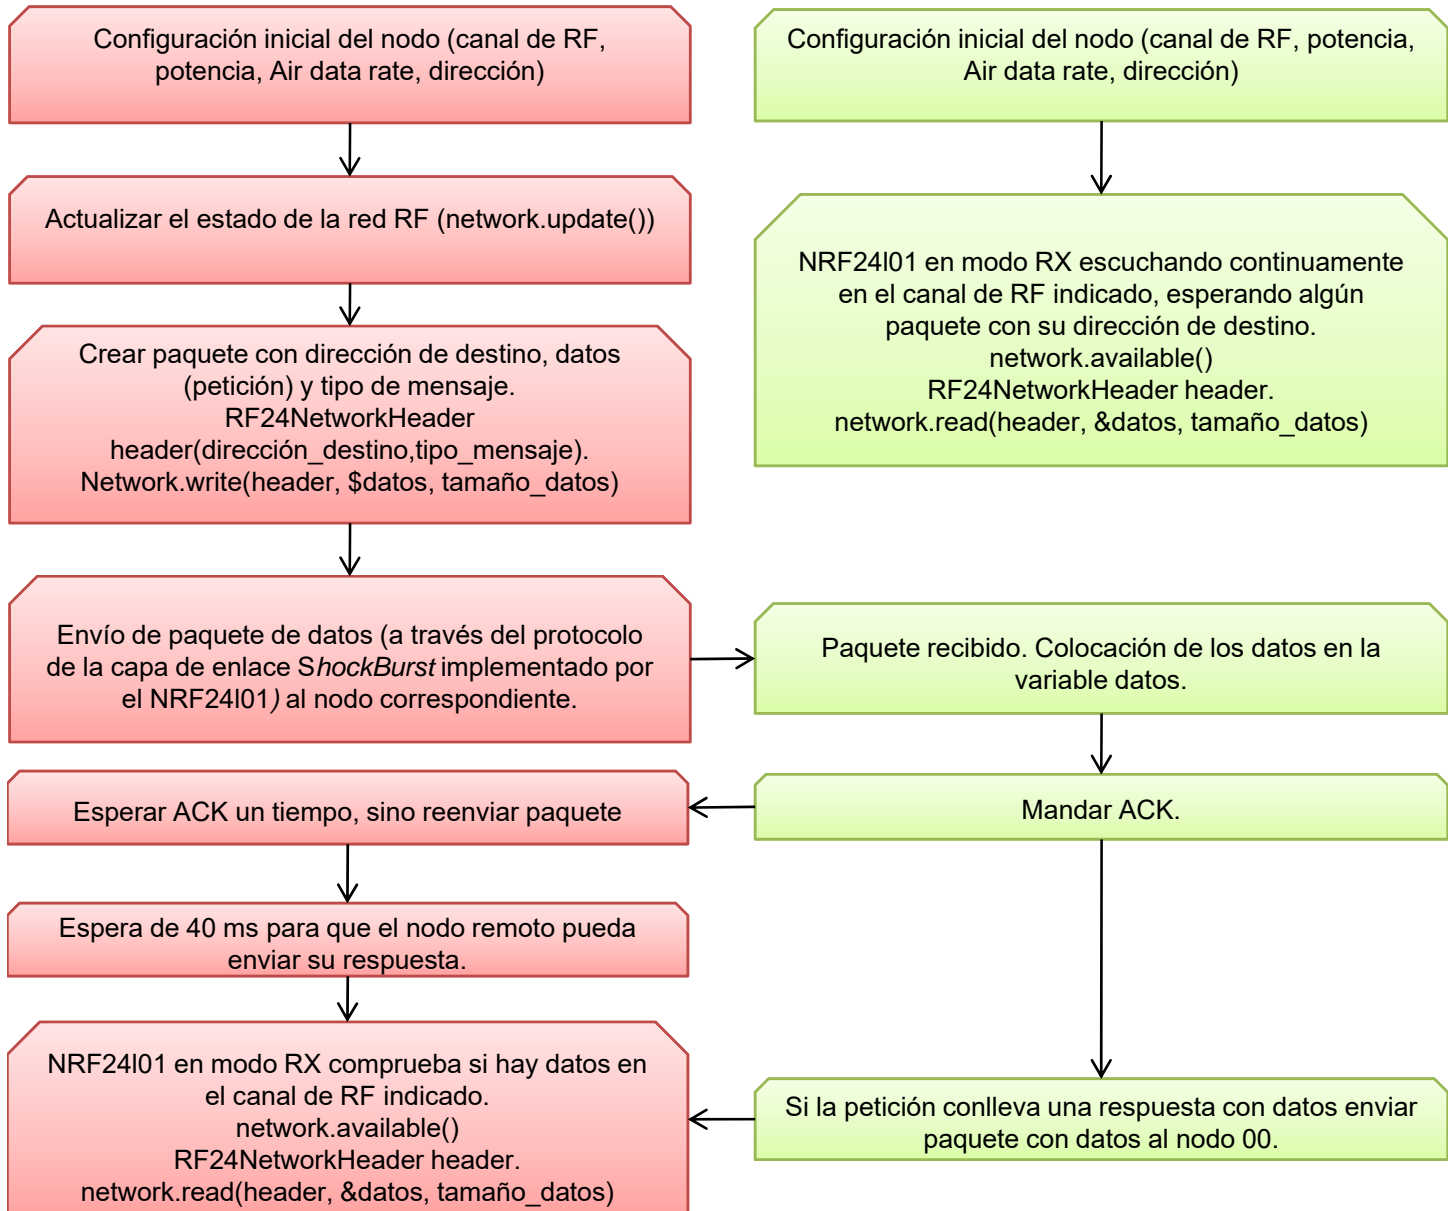 Configuración inicial del nodo (canal de RF,
potencia, Air data rate, dirección)
Actualizar el estado de la red RF (network.update())
Crear paquete con dirección de destino, datos
(petición) y tipo de mensaje.
RF24NetworkHeader
header(dirección_destino,tipo_mensaje).
Network.write(header, $datos, tamaño_datos)
Envío de paquete de datos (a través del protocolo
de la capa de enlace ShockBurst implementado por
el NRF24l01) al nodo correspondiente.
Esperar ACK un tiempo, sino reenviar paquete
Espera de 40 ms para que el nodo remoto pueda
enviar su respuesta.
NRF24l01 en modo RX comprueba si hay datos en
el canal de RF indicado.
network.available()
RF24NetworkHeader header.
network.read(header, &datos, tamaño_datos)
Configuración inicial del nodo (canal de RF, potencia,
Air data rate, dirección)
NRF24l01 en modo RX escuchando continuamente
en el canal de RF indicado, esperando algún
paquete con su dirección de destino.
network.available()
RF24NetworkHeader header.
network.read(header, &datos, tamaño_datos)
Paquete recibido. Colocación de los datos en la
variable datos.
Mandar ACK.
Si la petición conlleva una respuesta con datos enviar
paquete con datos al nodo 00.